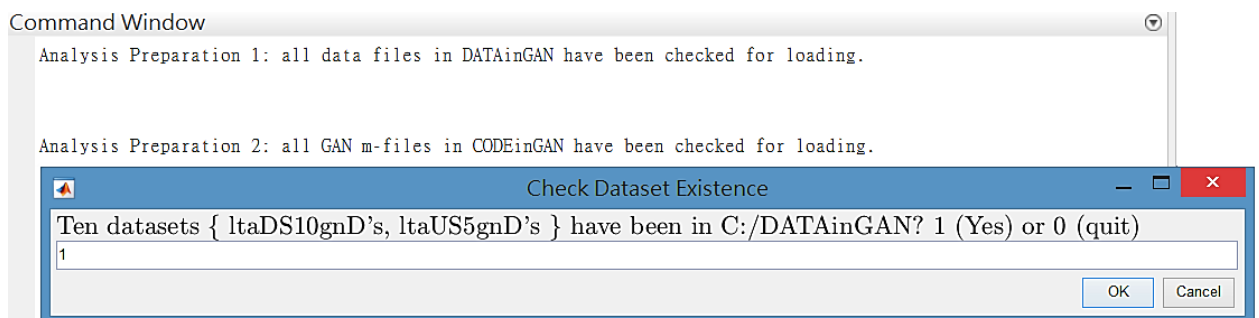 Command Window
Analysis Preparation 1: all data files in DATAinGAN have been checked for loading.
Analysis Preparation 2: all GAN m-files in CODEinGAN have been checked for loading.
Check Dataset Existence
Ten datasets { ltaDS10gnD's, ltaUS5gnD's } have been in C:/DATAinGAN? 1 (Yes) or 0 (quit)
1
OK Cancel